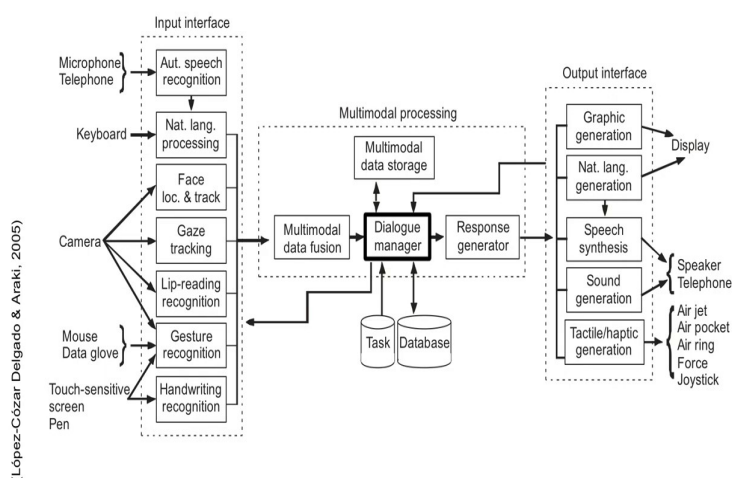 Input interface
Microphone
Telephone
Aut. speech
recognition
Keyboard
Nat. lang.
processing
Face
loc. & track
Camera
Gaze
tracking
Lip-reading
recognition
Mouse
Data glove
Gesture
recognition
Touch-sensitive
screen
Pen
Handwriting
recognition
Multimodal processing
Multimodal
data storage
Multimodal
data fusion
Dialogue
manager
Response
generator
Task
Database
Output interface
Graphic
generation
Display
Nat. lang.
generation
Speech
synthesis
Speaker
Telephone
Sound
generation
Tactile/haptic
generation
Air jet
Air pocket
Air ring
Force
Joystick
(López-Cózar Delgado & Araki, 2005)